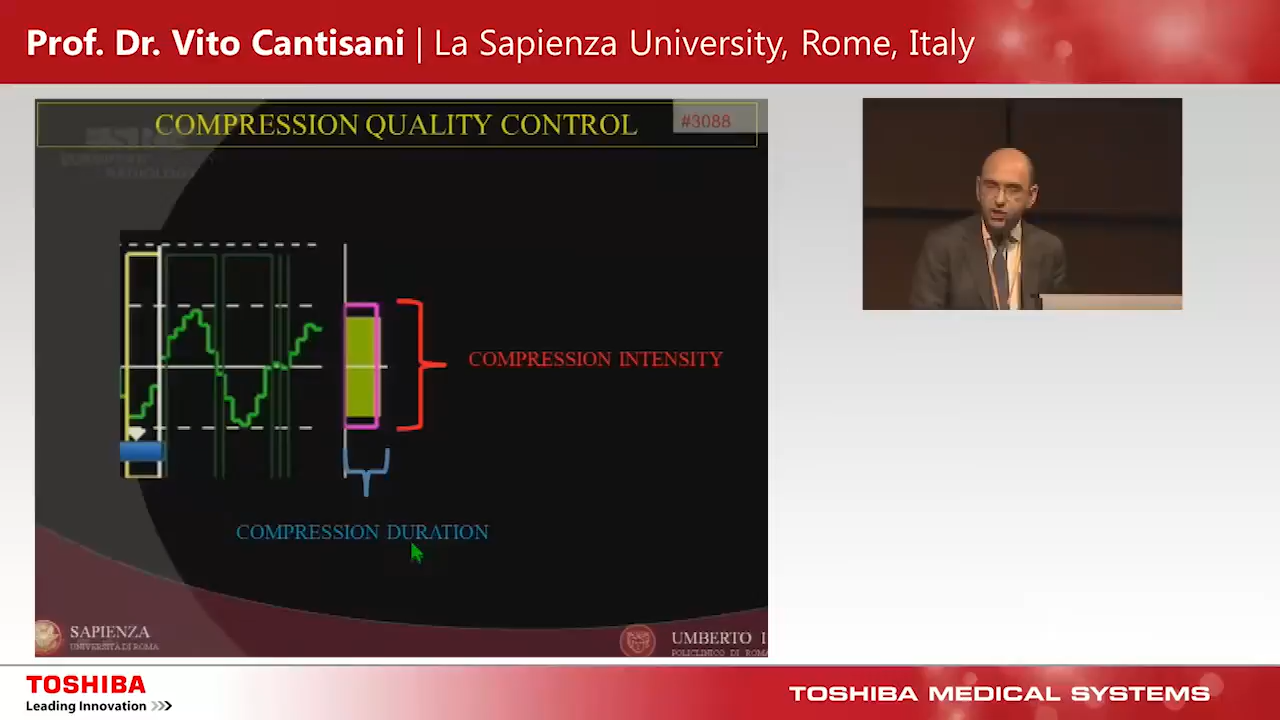 Prof. Dr. Vito Cantisani | La Sapienza University, Rome, Italy
COMPRESSION QUALITY CONTROL
#3088
COMPRESSION INTENSITY
COMPRESSION DURATION
SAPIENZA
UNIVERSITÀ DI ROMA
UMBERTO I
POLICLINICO DI ROMA
TOSHIBA
Leading Innovation >>>
TOSHIBA MEDICAL SYSTEMS